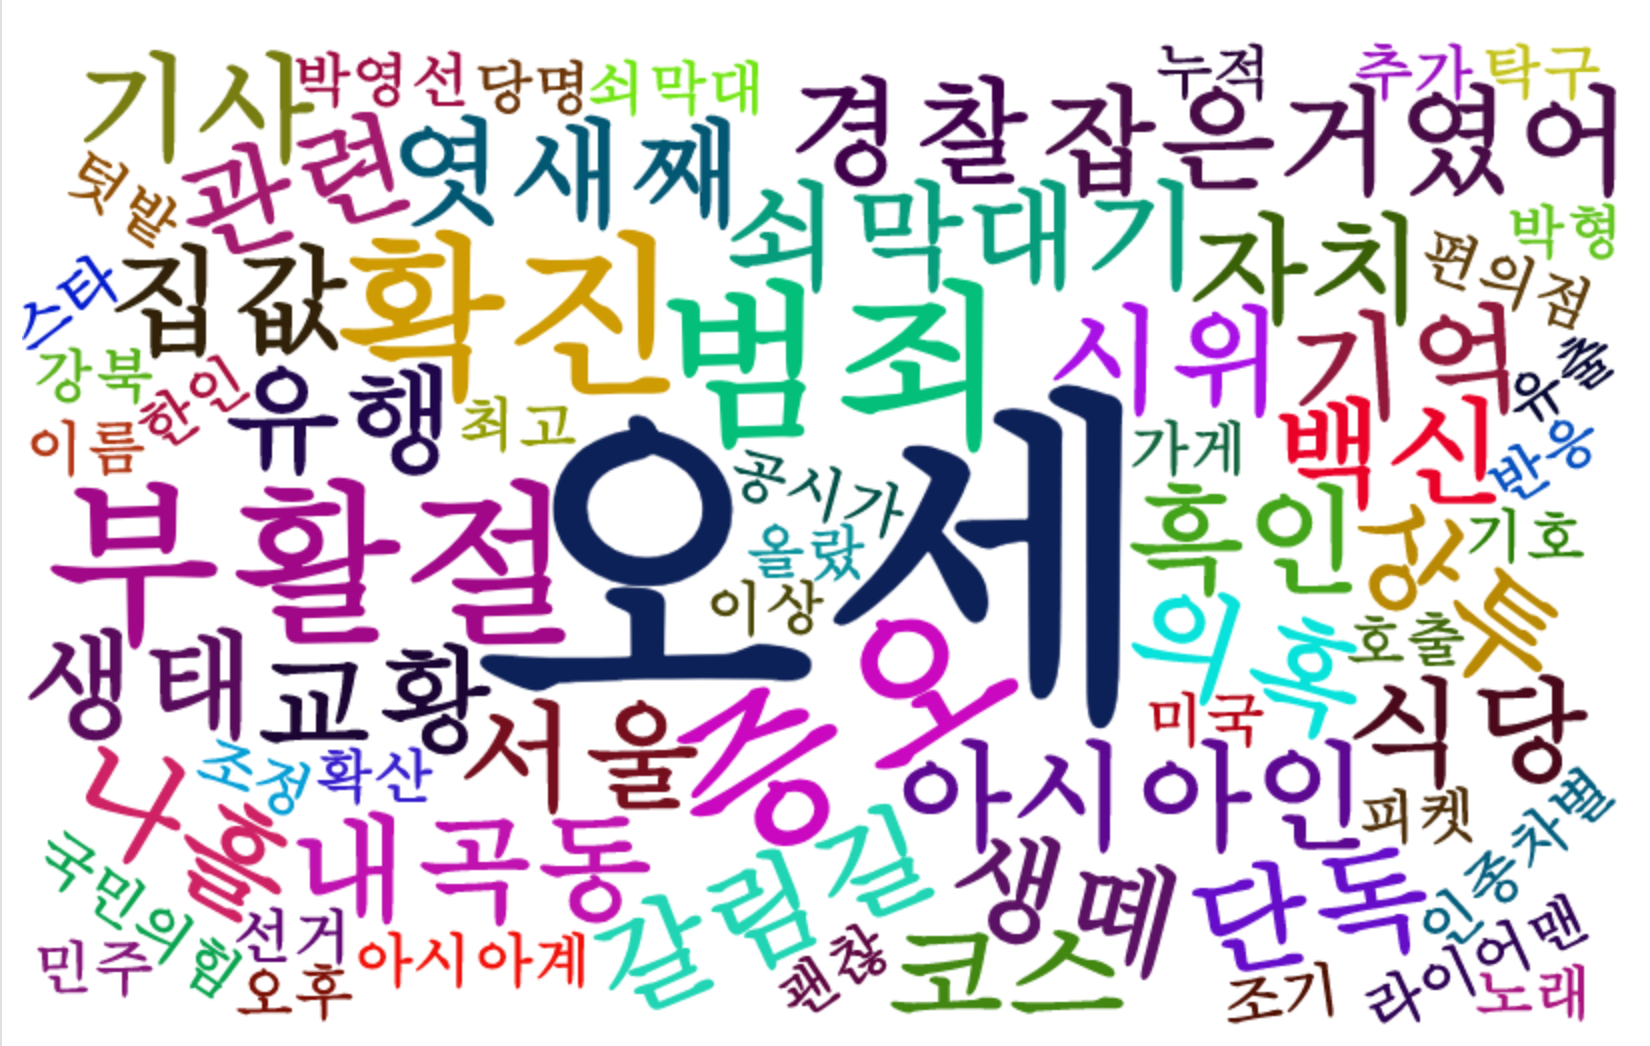 기사
박영선
당명
쇠막대
누적
추가
탁구
경찰잡은거였어
관련
엿새째
텃밭
쇠막대기
자치
박형
편의점
스타
집값
확진
범죄
시위
기억
유출
강북
한인
유행
최고
이름
오세
가게
백신
반응
부활절
공시가
올랐
이상
흑인
성투
기호
생태
교황
증오
의혹
호출
서울
미국
식당
나흘
조정
확산
아시아인
피켓
인종차별
국민의힘
내곡동
갈림길
생떼
단독
민주
선거
오후
아시아계
괜찮
코스
조기
라이어맨
노래